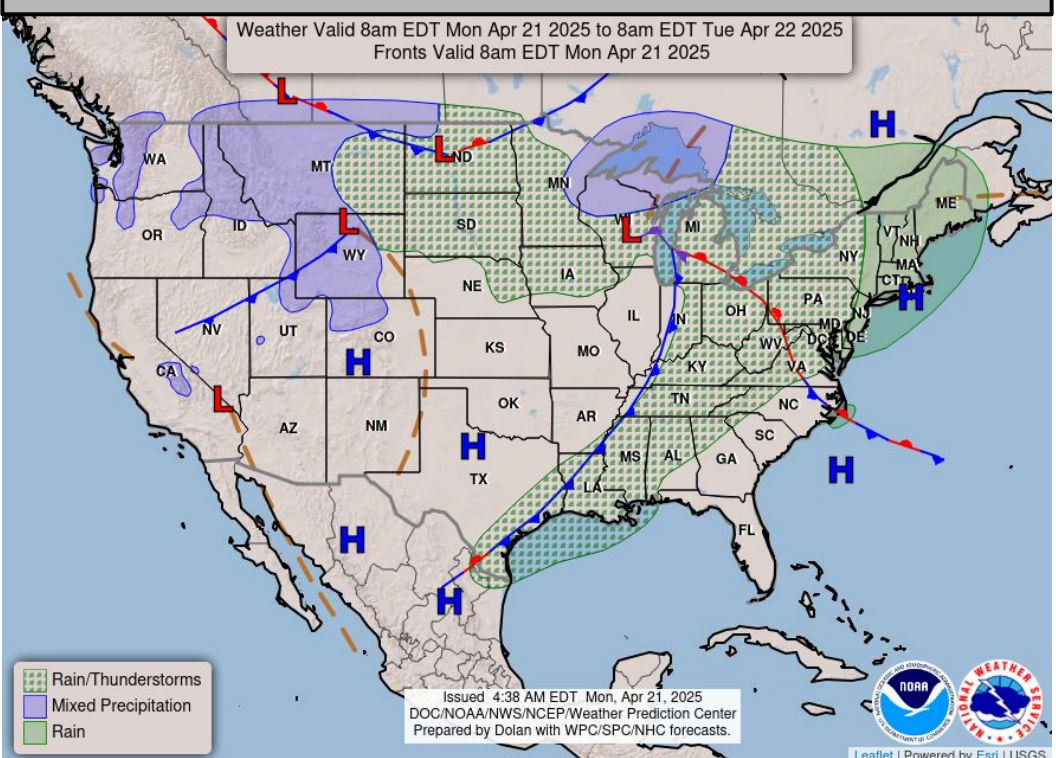 Weather Valid 8am EDT Mon Apr 21 2025 to 8am EDT Tue Apr 22 2025
Fronts Valid 8am EDT Mon Apr 21 2025
L
H
WA
MT
L
ND
MN
ME
OR
ID
L
WY
SD
WI
L
MI
VT
NH
NY
MA
CT
H
NE
IA
PA
NJ
NV
UT
CO
IL
IN
OH
MD
DC
DE
WV
VA
H
KS
MO
KY
CA
L
AZ
NM
OK
AR
TN
NC
SC
H
TX
MS
AL
GA
H
LA
FL
H
H
Rain/Thunderstorms
Mixed Precipitation
Rain
Issued 4:38 AM EDT Mon, Apr 21, 2025
DOC/NOAA/NWS/NCEP/Weather Prediction Center
Prepared by Dolan with WPC/SPC/NHC forecasts.
NOAA
NATIONAL WEATHER SERVICE
Leaflet | Powered by Esri | USGS